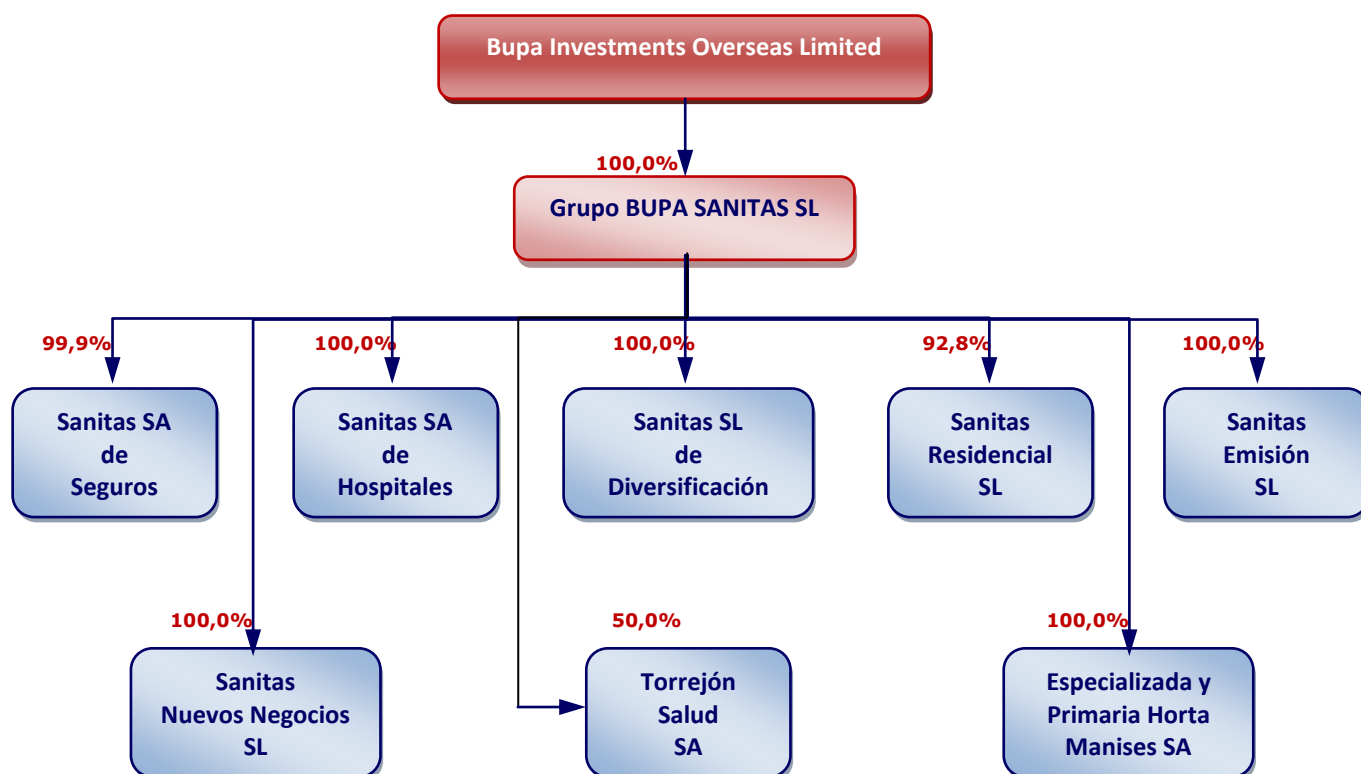 Bupa Investments Overseas Limited
100,0%
Grupo BUPA SANITAS SL
99,9%
100,0%
100,0%
92,8%
100,0%
Sanitas SA
de
Seguros
Sanitas SA
de
Hospitales
Sanitas SL
de
Diversificación
Sanitas
Residencial
SL
Sanitas
Emisión
SL
100,0%
50,0%
100,0%
Sanitas
Nuevos Negocios
SL
Torrejón
Salud
SA
Especializada y
Primaria Horta
Manises SA